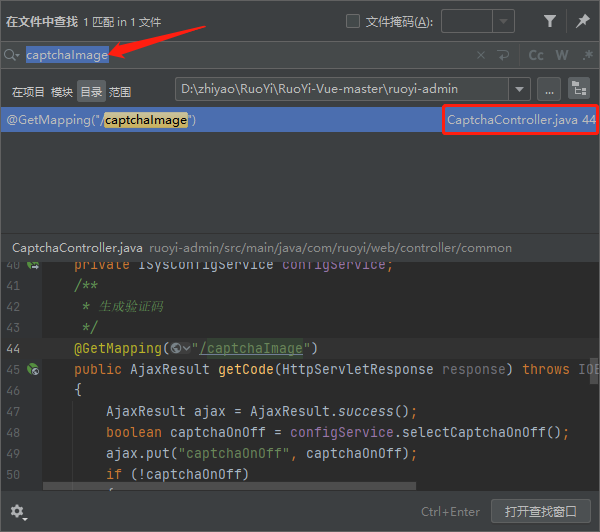 在文件中查找 1 匹配 in 1 文件 文件掩码(A):
captchaImage Cc W .*
在项目 模块 目录 范围 D:\zhiyao\RuoYi\RuoYi-Vue-master\ruoyi-admin ...
@GetMapping("/captchaImage") CaptchaController.java 44
CaptchaController.java ruoyi-admin/src/main/java/com/ruoyi/web/controller/common
40 private ISysConfigService configService;
41 /**
42 * 生成验证码
43 */
44 @GetMapping("/captchaImage")
45 public AjaxResult getCode(HttpServletResponse response) throws IOE
46 {
47 AjaxResult ajax = AjaxResult.success();
48 boolean captchaOnOff = configService.selectCaptchaOnOff();
49 ajax.put("captchaOnOff", captchaOnOff);
50 if (!captchaOnOff)
Ctrl+Enter 打开查找窗口